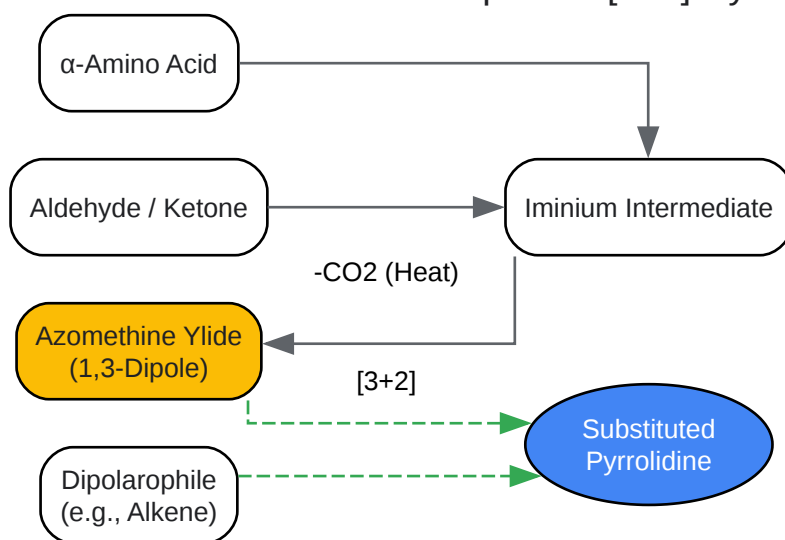 α-Amino Acid
Aldehyde / Ketone
Iminium Intermediate
-CO2 (Heat)
Azomethine Ylide
(1,3-Dipole)
[3+2]
Substituted
Pyrrolidine
Dipolarophile
(e.g., Alkene)